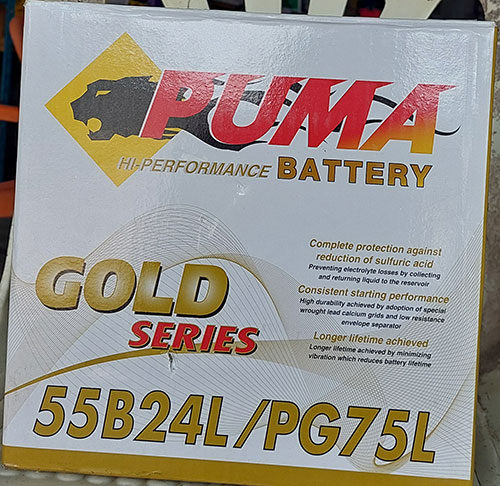 PUMA
HI-PERFORMANCE BATTERY
Complete protection against
reduction of sulfuric acid
Preventing electrolyte losses by collecting
and returning liquid to the reservoir
Consistent starting performance
High durability achieved by adoption of special
wrought lead calcium grids and low resistance
envelope separator
Longer lifetime achieved
Longer lifetime achieved by minimizing
vibration which reduces battery lifetime
GOLD
SERIES
55B24L/PG75L